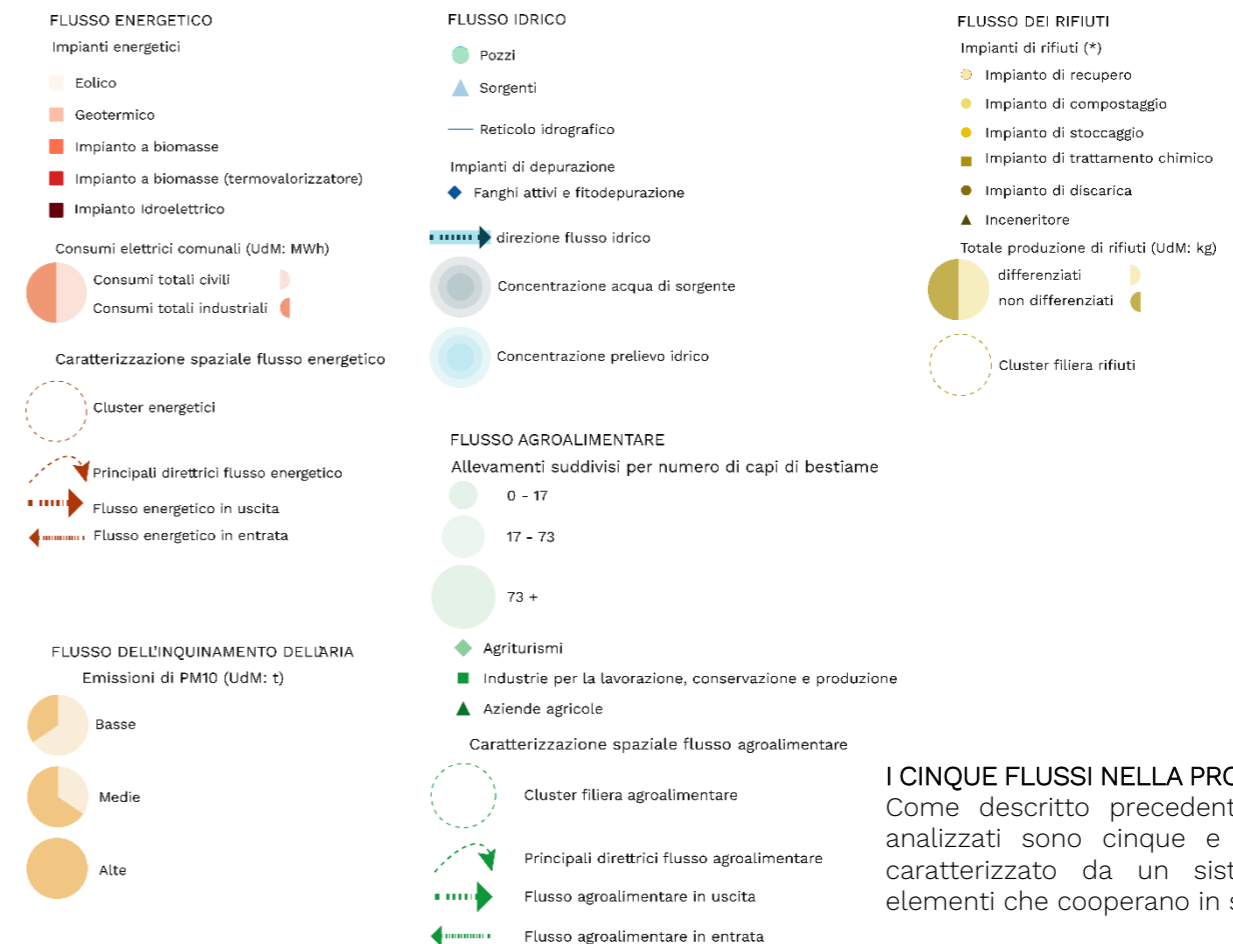 FLUSSO ENERGETICO
Impianti energetici
Eolico
Geotermico
Impianto a biomasse
Impianto a biomasse (termovalorizzatore)
Impianto Idroelettrico
Consumi elettrici comunali (UdM: MWh)
Consumi totali civili
Consumi totali industriali
Caratterizzazione spaziale flusso energetico
Cluster energetici
Principali direttrici flusso energetico
Flusso energetico in uscita
Flusso energetico in entrata
FLUSSO DELL'INQUINAMENTO DELL'ARIA
Emissioni di PM10 (UdM: t)
Basse
Medie
Alte
FLUSSO IDRICO
Pozzi
Sorgenti
Reticolo idrografico
Impianti di depurazione
Fanghi attivi e fitodepurazione
direzione flusso idrico
Concentrazione acqua di sorgente
Concentrazione prelievo idrico
FLUSSO AGROALIMENTARE
Allevamenti suddivisi per numero di capi di bestiame
0 - 17
17 - 73
73 +
Agriturismi
Industrie per la lavorazione, conservazione e produzione
Aziende agricole
Caratterizzazione spaziale flusso agroalimentare
Cluster filiera agroalimentare
Principali direttrici flusso agroalimentare
Flusso agroalimentare in uscita
Flusso agroalimentare in entrata
FLUSSO DEI RIFIUTI
Impianti di rifiuti (*)
Impianto di recupero
Impianto di compostaggio
Impianto di stoccaggio
Impianto di trattamento chimico
Impianto di discarica
Inceneritore
Totale produzione di rifiuti (UdM: kg)
differenziati
non differenziati
Cluster filiera rifiuti
I CINQUE FLUSSI NELLA PRO
Come descritto precedent
analizzati sono cinque e
caratterizzato da un sist
elementi che cooperano in s